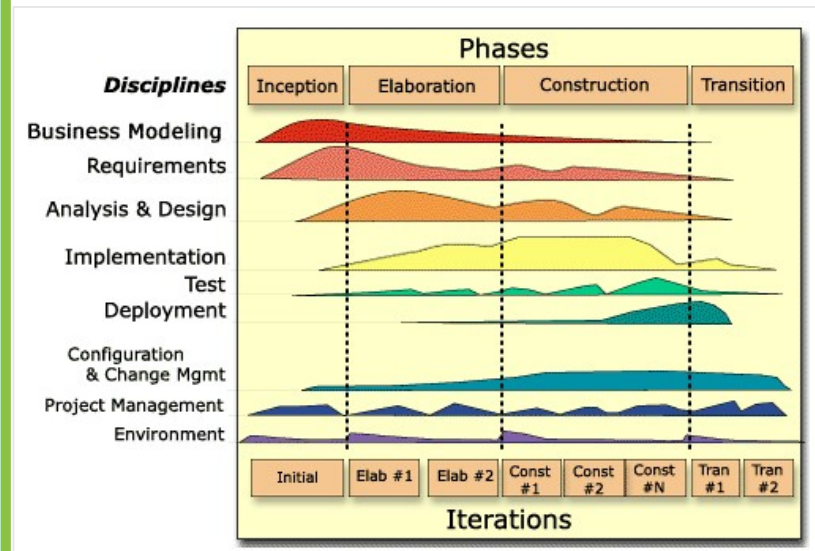 Phases
Disciplines Inception Elaboration Construction Transition
Business Modeling
Requirements
Analysis & Design
Implementation
Test
Deployment
Configuration
& Change Mgmt
Project Management
Environment
Initial Elab #1 Elab #2 Const Const Const Tran Tran
#1 #2 #N #1 #2
Iterations